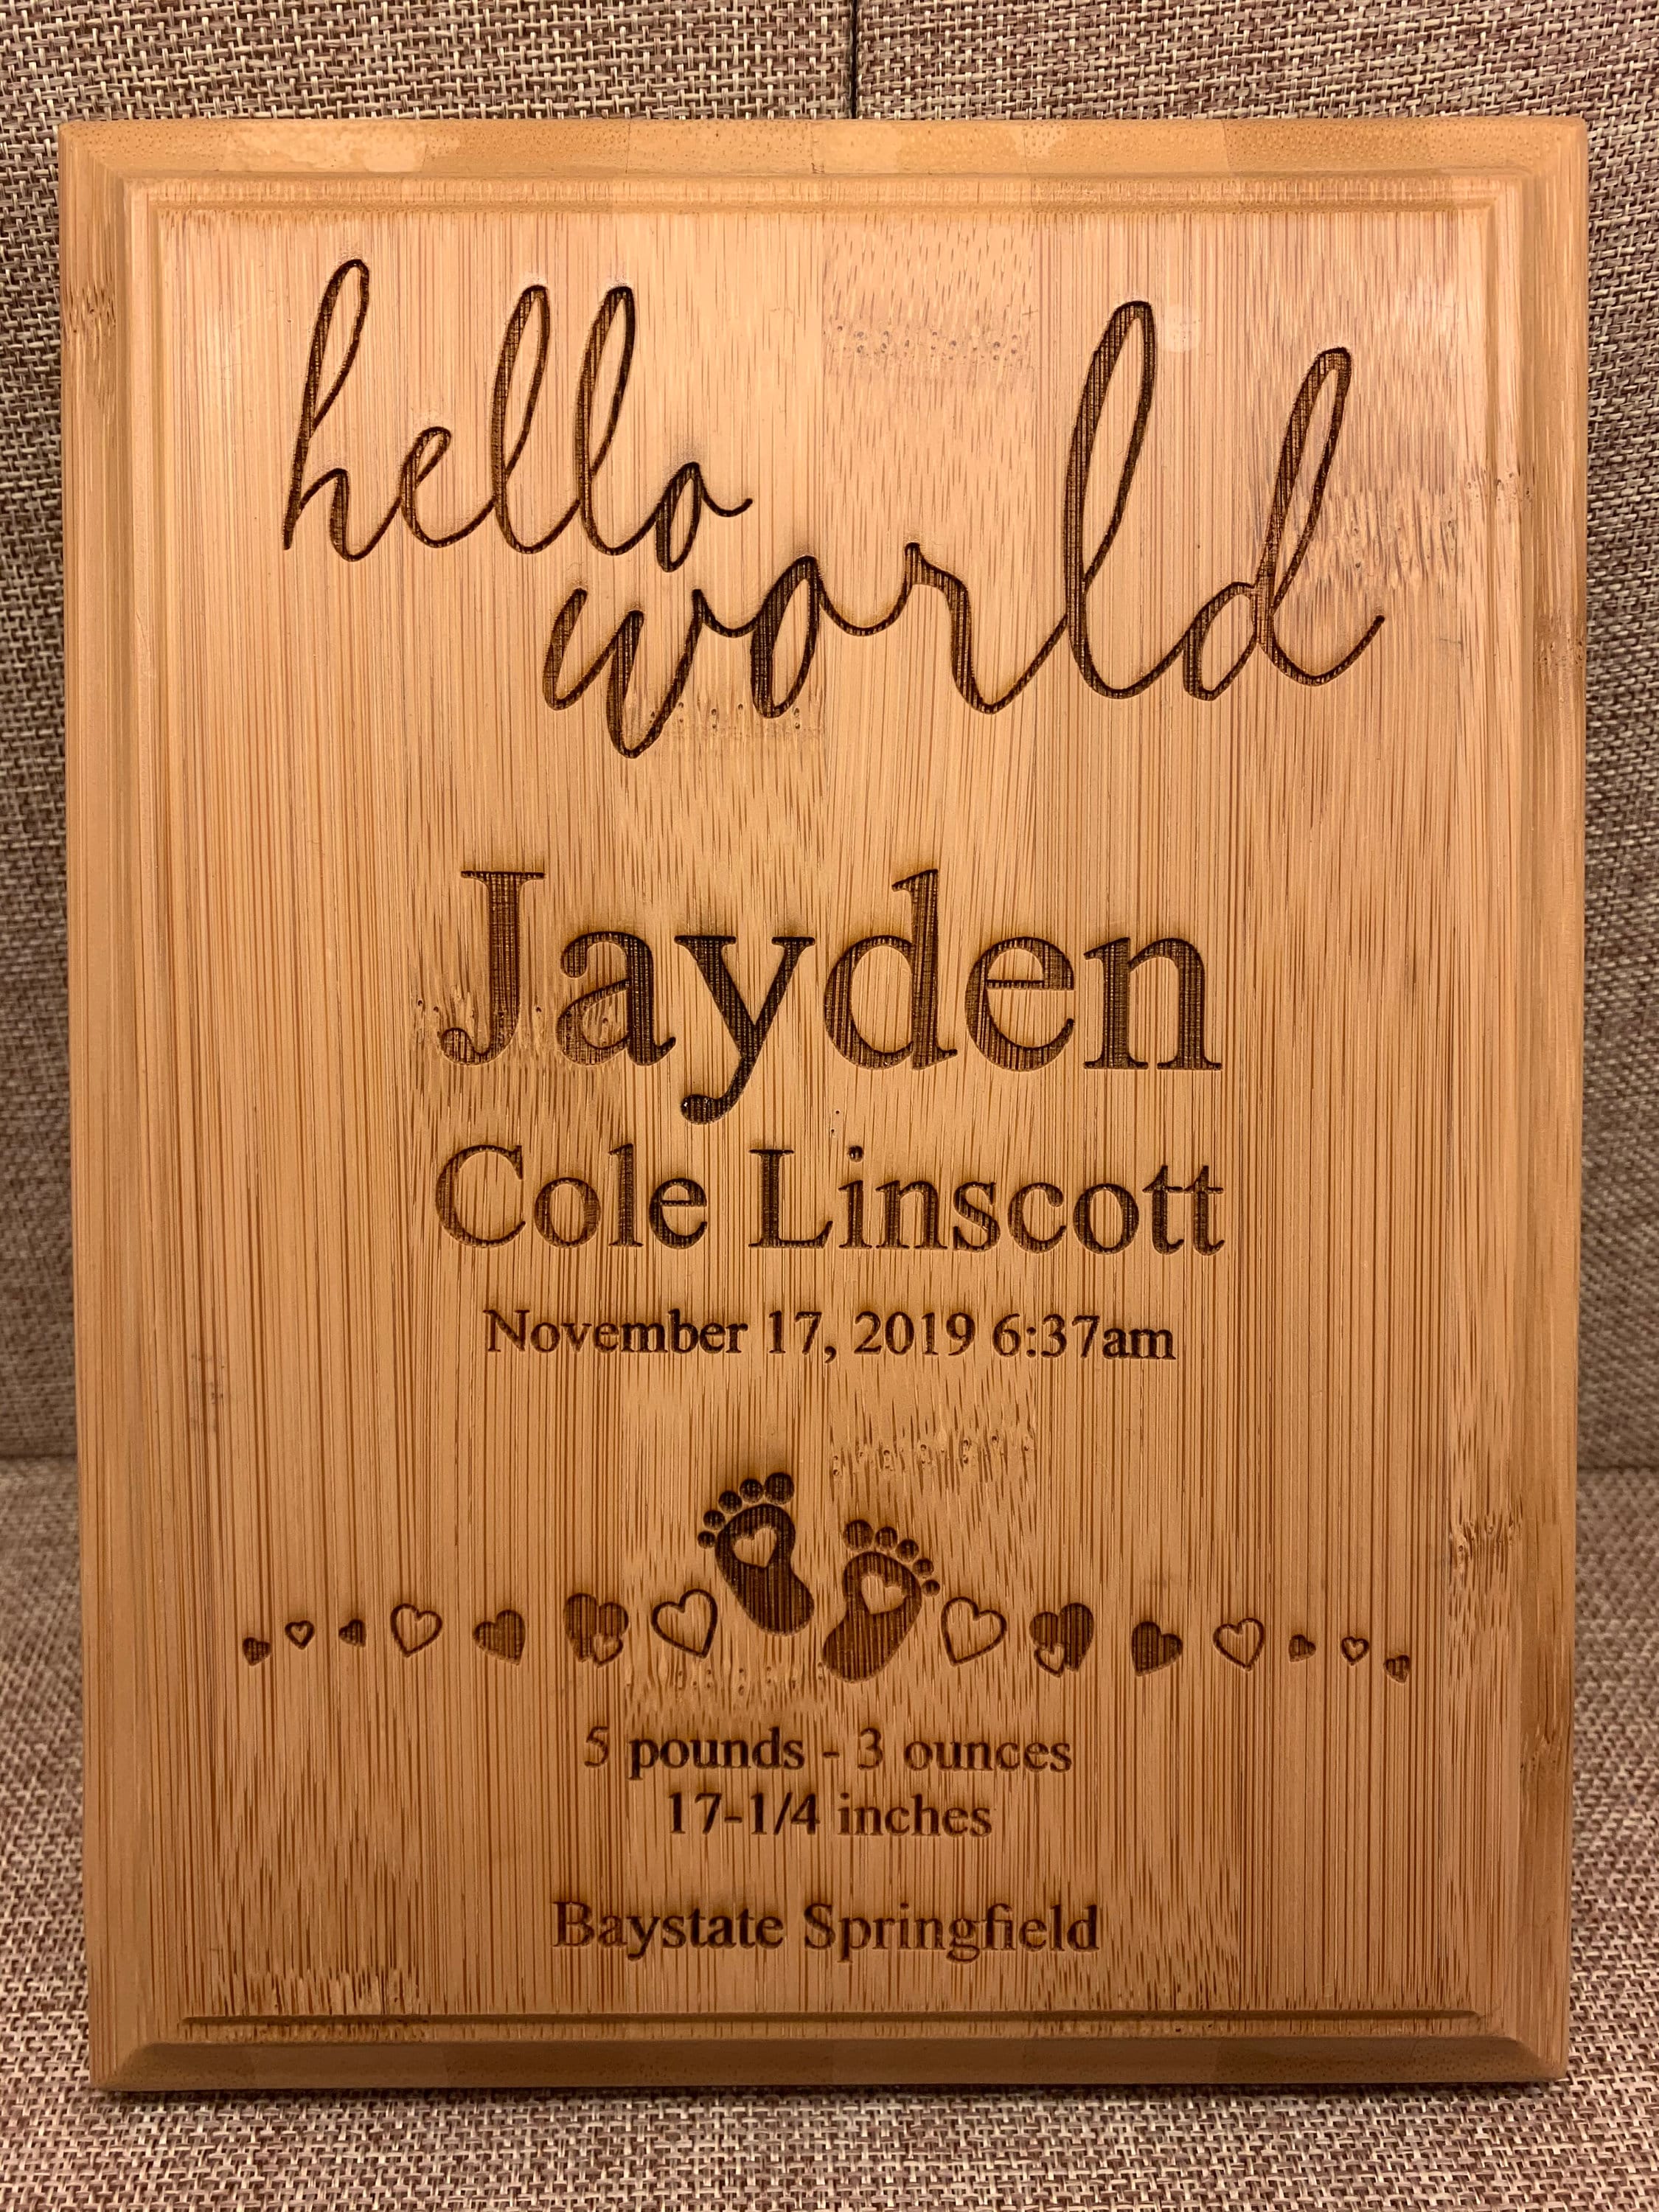 hello
world
Jayden
Cole Linscott
November 17, 2019 6:37am
5 pounds - 3 ounces
17-1/4 inches
Baystate Springfield